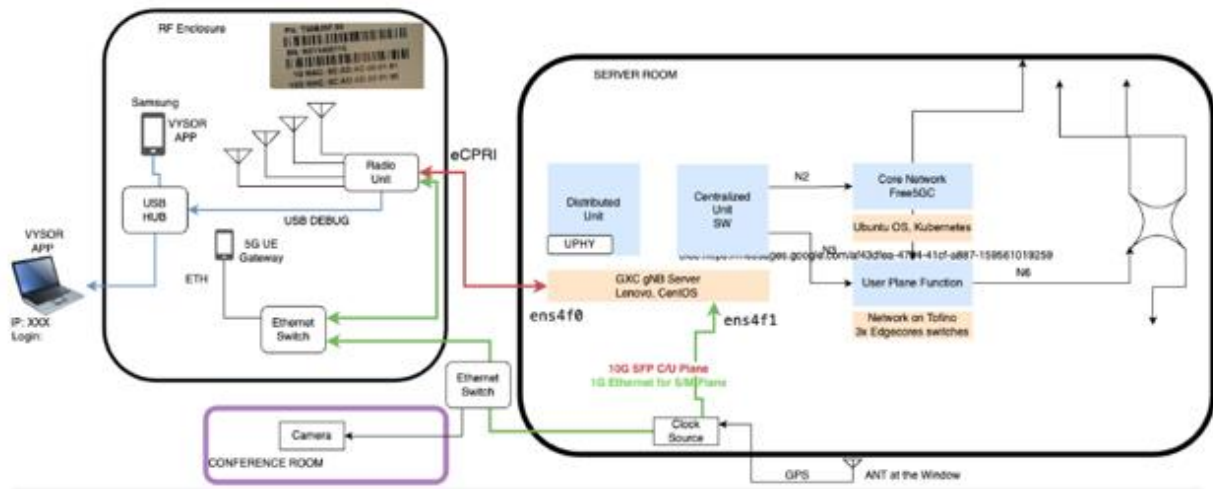 RF Enclosure
Samsung
VYSOR
APP
Radio
Unit
eCPRI
USB
HUB
USB DEBUG
VYSOR
APP
5G UE
Gateway
ETH
IP: XXX
Login:
Ethernet
Switch
Ethernet
Switch
Camera
CONFERENCE ROOM
SERVER ROOM
Distributed
Unit
UPHY
Centralized
Unit
SW
N2
Core Network
Free5GC
Ubuntu OS, Kubernetes
N3
GXC gNB Server
Lenovo, CentOS
User Plane Function
N6
Network on Tofino
3x Edgecores switches
ens4f0
ens4f1
10G SFP C/U Plane
1G Ethernet for S/M Plane
Clock
Source
GPS
ANT at the Window